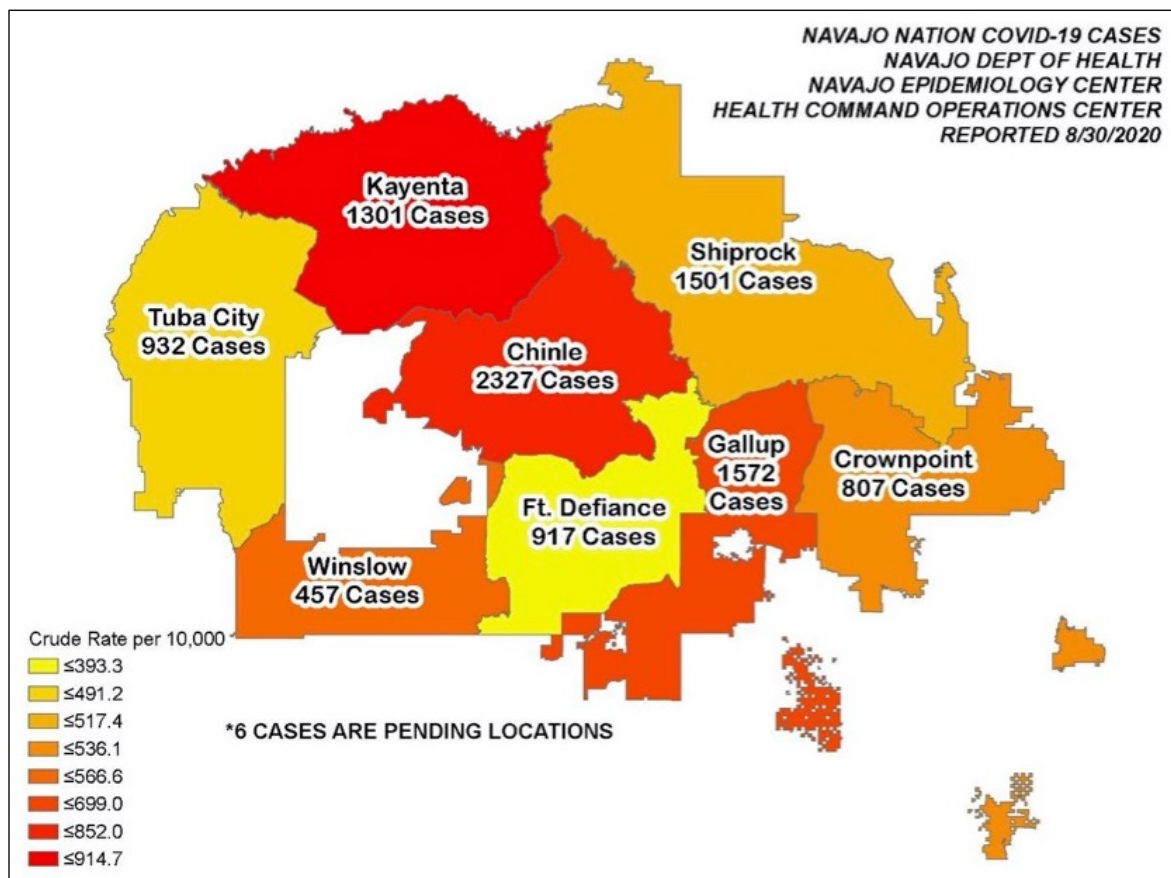 NAVAJO NATION COVID-19 CASES
NAVAJO DEPT OF HEALTH
NAVAJO EPIDEMIOLOGY CENTER
HEALTH COMMAND OPERATIONS CENTER
REPORTED 8/30/2020
Kayenta
1301 Cases
Shiprock
1501 Cases
Tuba City
932 Cases
Chinle
2327 Cases
Gallup
1572
Cases
Crownpoint
807 Cases
Ft. Defiance
917 Cases
Winslow
457 Cases
Crude Rate per 10,000
≤393.3
≤491.2
≤517.4
≤536.1
≤566.6
≤699.0
≤852.0
≤914.7
*6 CASES ARE PENDING LOCATIONS